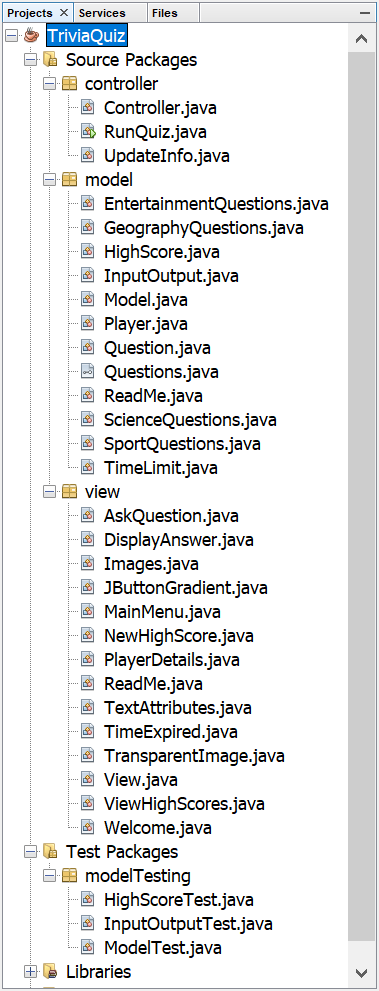 Projects Services Files
TriviaQuiz
Source Packages
controller
Controller.java
RunQuiz.java
UpdateInfo.java
model
EntertainmentQuestions.java
GeographyQuestions.java
HighScore.java
InputOutput.java
Model.java
Player.java
Question.java
Questions.java
ReadMe.java
ScienceQuestions.java
SportQuestions.java
TimeLimit.java
view
AskQuestion.java
DisplayAnswer.java
Images.java
JButtonGradient.java
MainMenu.java
NewHighScore.java
PlayerDetails.java
ReadMe.java
TextAttributes.java
TimeExpired.java
TransparentImage.java
View.java
ViewHighScores.java
Welcome.java
Test Packages
modelTesting
HighScoreTest.java
InputOutputTest.java
ModelTest.java
Libraries